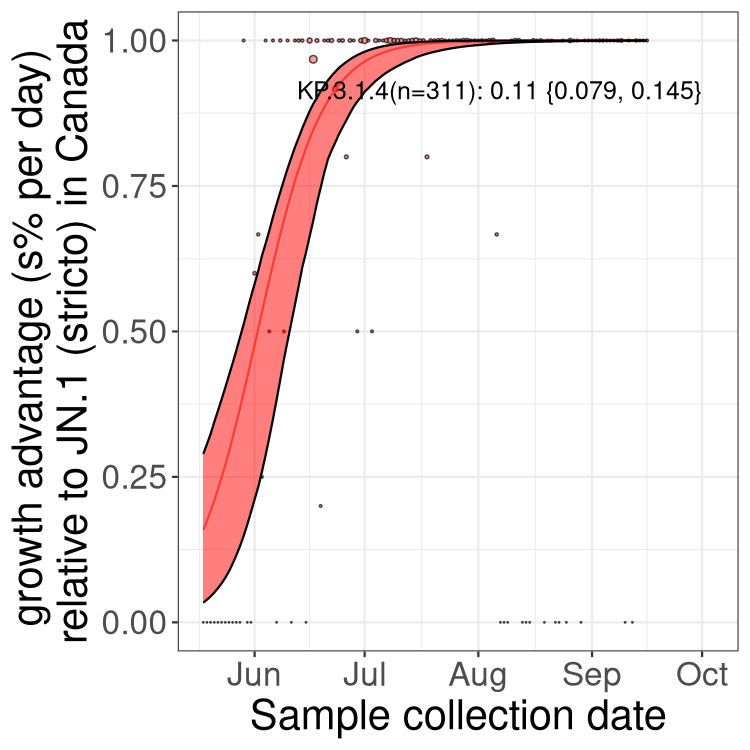 growth advantage (s% per day)
relative to JN.1 (stricto) in Canada
1.00
0.75
0.50
0.25
0.00
KP.3.1.4(n=311): 0.11 {0.079, 0.145}
Jun Jul Aug Sep Oct
Sample collection date